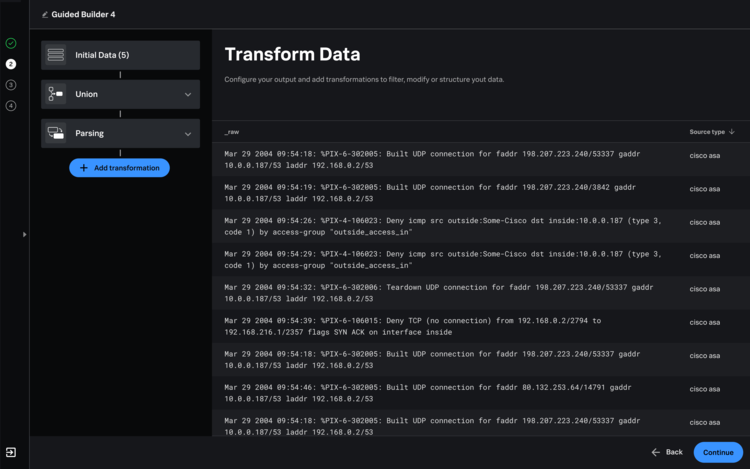 Guided Builder 4
2
3
4
Initial Data (5)
Union
Parsing
+ Add transformation
Transform Data
Configure your output and add transformations to filter, modify or structure yout data.
_raw
Source type ↓
Mar 29 2004 09:54:18: %PIX-6-302005: Built UDP connection for faddr 198.207.223.240/53337 gaddr
10.0.0.187/53 laddr 192.168.0.2/53
cisco asa
Mar 29 2004 09:54:19: %PIX-6-302005: Built UDP connection for faddr 198.207.223.240/3842 gaddr
10.0.0.187/53 laddr 192.168.0.2/53
cisco asa
Mar 29 2004 09:54:26: %PIX-4-106023: Deny icmp src outside:Some-Cisco dst inside:10.0.0.187 (type 3,
code 1) by access-group "outside_access_in"
cisco asa
Mar 29 2004 09:54:29: %PIX-4-106023: Deny icmp src outside:Some-Cisco dst inside:10.0.0.187 (type 3,
code 1) by access-group "outside_access_in"
cisco asa
Mar 29 2004 09:54:32: %PIX-6-302006: Teardown UDP connection for faddr 198.207.223.240/53337 gaddr
10.0.0.187/53 laddr 192.168.0.2/53
cisco asa
Mar 29 2004 09:54:39: %PIX-6-106015: Deny TCP (no connection) from 192.168.0.2/2794 to
192.168.216.1/2357 flags SYN ACK on interface inside
cisco asa
Mar 29 2004 09:54:18: %PIX-6-302005: Built UDP connection for faddr 198.207.223.240/53337 gaddr
10.0.0.187/53 laddr 192.168.0.2/53
cisco asa
Mar 29 2004 09:54:46: %PIX-6-302005: Built UDP connection for faddr 80.132.253.64/14791 gaddr
10.0.0.187/53 laddr 192.168.0.2/53
cisco asa
Mar 29 2004 09:54:18: %PIX-6-302005: Built UDP connection for faddr 198.207.223.240/53337 gaddr
10.0.0.187/53 laddr 192.168.0.2/53
cisco asa
Back
Continue